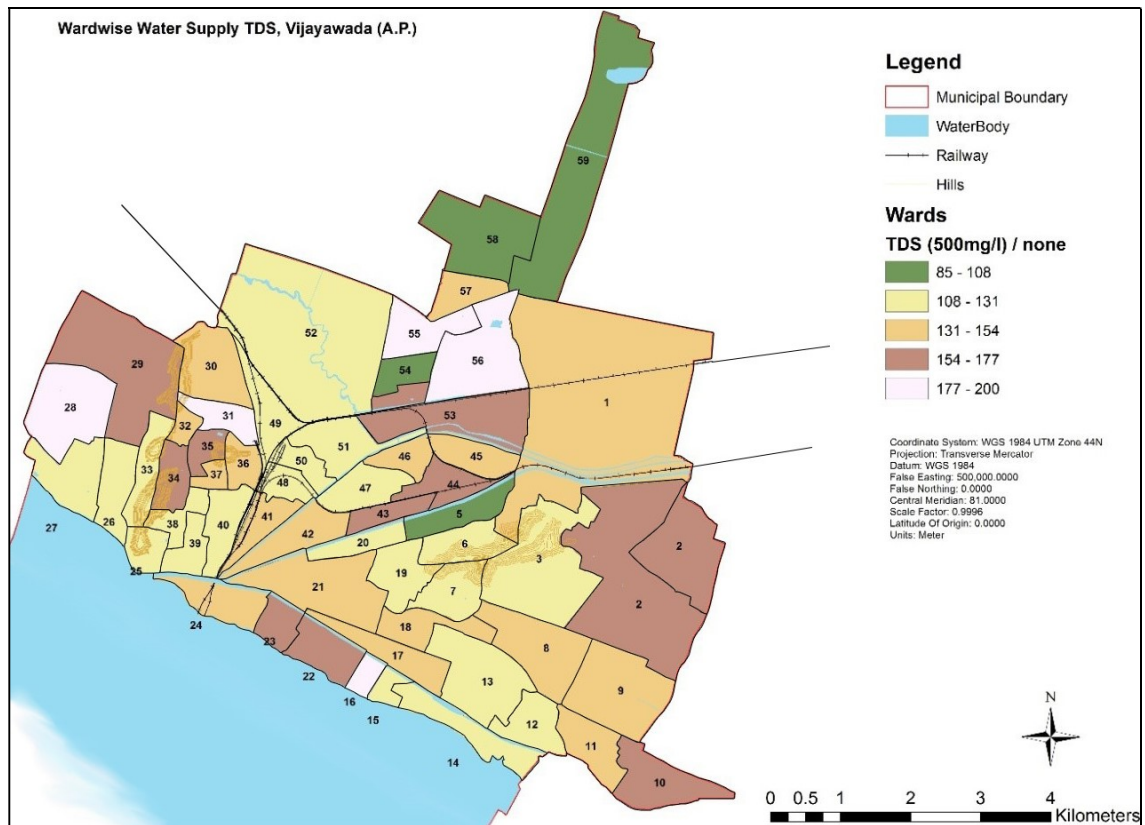 Wardwise Water Supply TDS, Vijayawada (A.P.)
Legend
Municipal Boundary
WaterBody
Railway
Hills
Wards
TDS (500mg/l) / none
85 - 108
108 - 131
131 - 154
154 - 177
177 - 200
59
58
57
52
55
56
54
29
30
1
28
31
49
53
32
35
51
33
36
50
46
45
34
37
48
47
44
27
26
38
40
41
43
5
39
42
20
6
2
3
25
19
7
2
21
24
18
23
8
17
22
13
9
16
15
12
11
14
10
Coordinate System: WGS 1984 UTM Zone 44N
Projection: Transverse Mercator
Datum: WGS 1984
False Easting: 500,000.0000
False Northing: 0.0000
Central Meridian: 81.0000
Scale Factor: 0.9996
Latitude Of Origin: 0.0000
Units: Meter
N
0 0.5 1 2 3 4
Kilometers